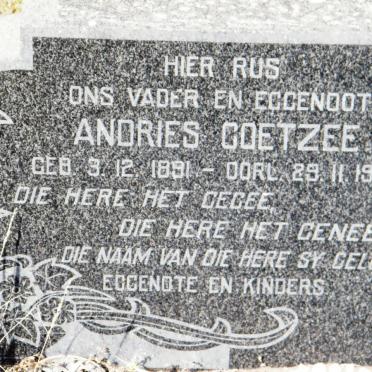 HIER RUS
ONS VADER EN EGGENOOT
ANDRIES COETZEE
GEB. 3.12.1891 - OORL. 29.11.19
DIE HERE HET GEGEE,
DIE HERE HET GENEE
DIE NAAM VAN DIE HERE SY GELO
EGGENOTE EN KINDERS